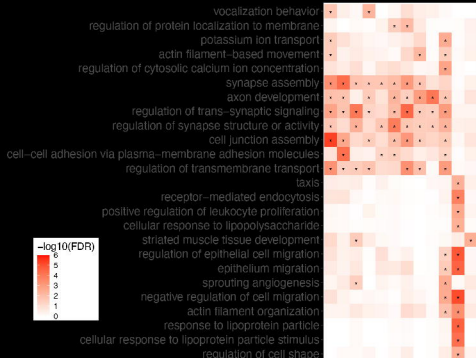 vocalization behavior
regulation of protein localization to membrane
potassium ion transport
actin filament−based movement
regulation of cytosolic calcium ion concentration
synapse assembly
axon development
regulation of trans−synaptic signaling
regulation of synapse structure or activity
cell junction assembly
cell−cell adhesion via plasma−membrane adhesion molecules
regulation of transmembrane transport
taxis
receptor−mediated endocytosis
positive regulation of leukocyte proliferation
cellular response to lipopolysaccharide
striated muscle tissue development
regulation of epithelial cell migration
epithelium migration
sprouting angiogenesis
negative regulation of cell migration
actin filament organization
response to lipoprotein particle
cellular response to lipoprotein particle stimulus
regulation of cell shape
−log10(FDR)
6
5
4
3
2
1
0